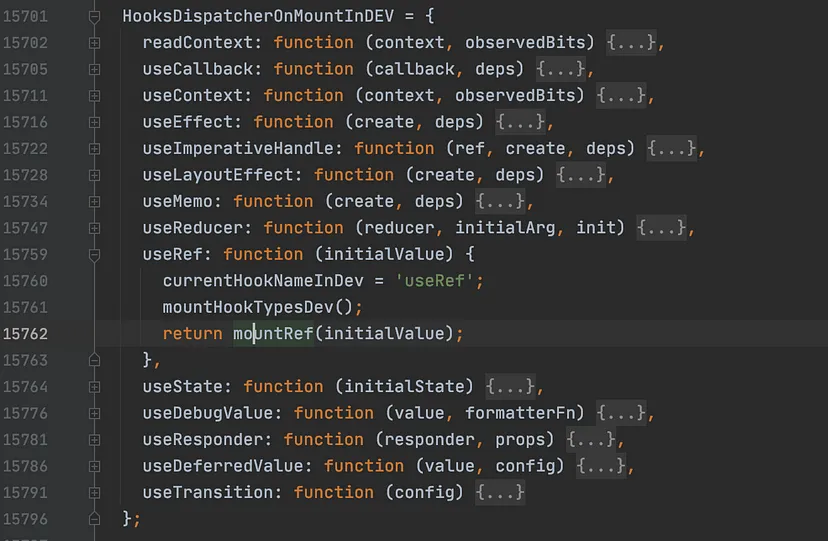 15701 HooksDispatcherOnMountInDEV = {
15702 readContext: function (context, observedBits) {...},
15705 useCallback: function (callback, deps) {...},
15711 useContext: function (context, observedBits) {...},
15716 useEffect: function (create, deps) {...},
15722 useImperativeHandle: function (ref, create, deps) {...},
15728 useLayoutEffect: function (create, deps) {...},
15734 useMemo: function (create, deps) {...},
15747 useReducer: function (reducer, initialArg, init) {...},
15759 useRef: function (initialValue) {
15760 currentHookNameInDev = 'useRef';
15761 mountHookTypesDev();
15762 return mountRef(initialValue);
15763 },
15764 useState: function (initialState) {...},
15776 useDebugValue: function (value, formatterFn) {...},
15781 useResponder: function (responder, props) {...},
15786 useDeferredValue: function (value, config) {...},
15791 useTransition: function (config) {...}
15796 };